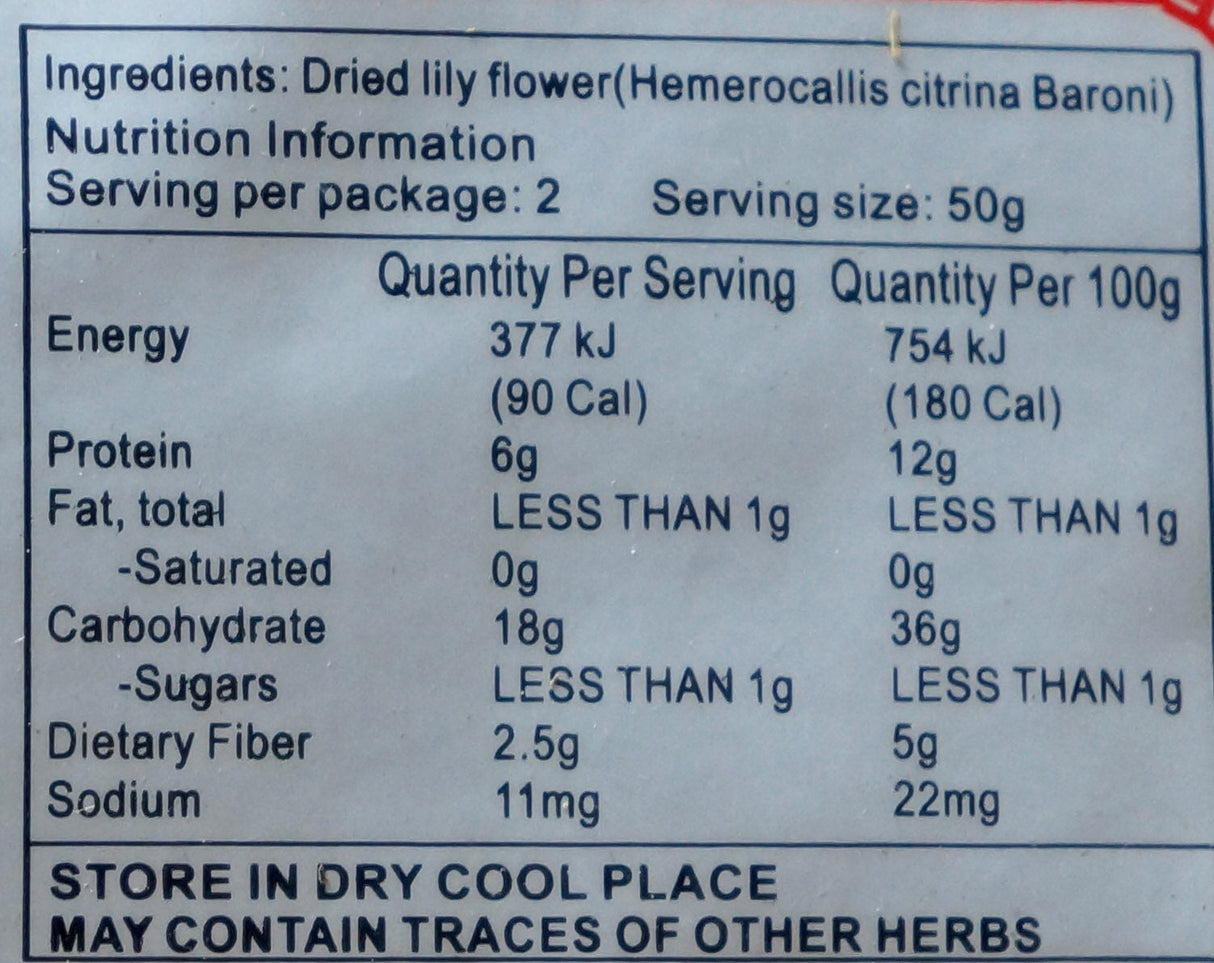 Ingredients: Dried lily flower(Hemerocallis citrina Baroni)
Nutrition Information
Serving per package: 2 Serving size: 50g
Quantity Per Serving Quantity Per 100g
Energy 377 kJ 754 kJ
(90 Cal) (180 Cal)
Protein 6g 12g
Fat, total LESS THAN 1g LESS THAN 1g
-Saturated 0g 0g
Carbohydrate 18g 36g
-Sugars LESS THAN 1g LESS THAN 1g
Dietary Fiber 2.5g 5g
Sodium 11mg 22mg
STORE IN DRY COOL PLACE
MAY CONTAIN TRACES OF OTHER HERBS